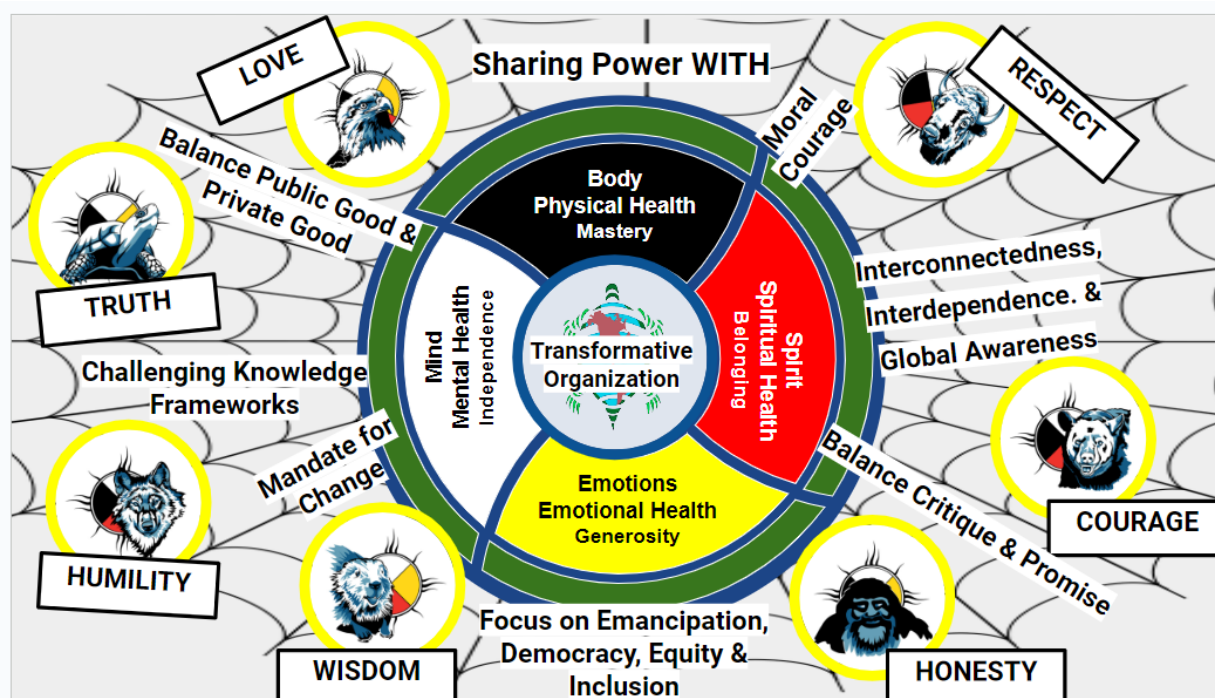 LOVE
Sharing Power WITH
RESPECT
Moral
Courage
Balance Public Good &
Private Good
TRUTH
Body
Physical Health
Mastery
Mind
Mental Health
Independence
Transformative
Organization
Spirit
Spiritual Health
Belonging
Emotions
Emotional Health
Generosity
Interconnectedness,
Interdependence. &
Global Awareness
Challenging Knowledge
Frameworks
Mandate for
Change
Balance Critique & Promise
COURAGE
HUMILITY
WISDOM
Focus on Emancipation,
Democracy, Equity &
Inclusion
HONESTY